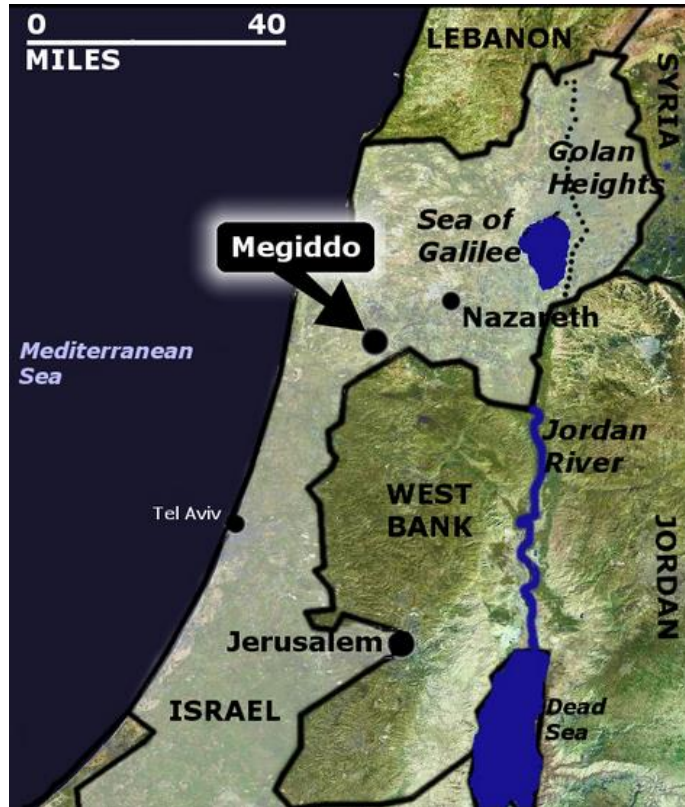 0 40
MILES
LEBANON
SYRIA
Golan
Heights
Sea of
Galilee
Megiddo
Nazareth
Mediterranean
Sea
Jordan
River
WEST
BANK
Tel Aviv
JORDAN
Jerusalem
ISRAEL
Dead
Sea